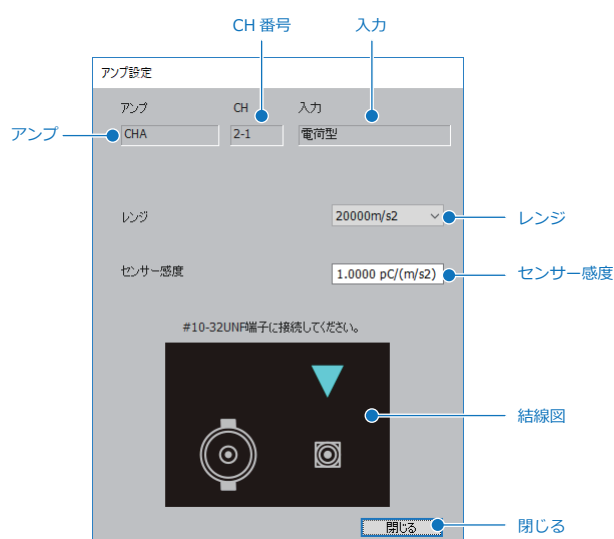 CH 番号
入力
アンプ設定
アンプ
CH
入力
アンプ
CHA
2-1
電荷型
レンジ
20000m/s2
レンジ
センサー感度
1.0000 pC/(m/s2)
センサー感度
#10-32UNF端子に接続してください。
結線図
閉じる
閉じる